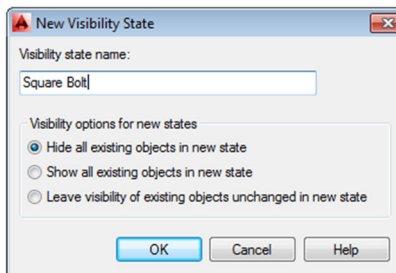 New Visibility State
Visibility state name:
Square Bolt
Visibility options for new states
Hide all existing objects in new state
Show all existing objects in new state
Leave visibility of existing objects unchanged in new state
OK Cancel Help